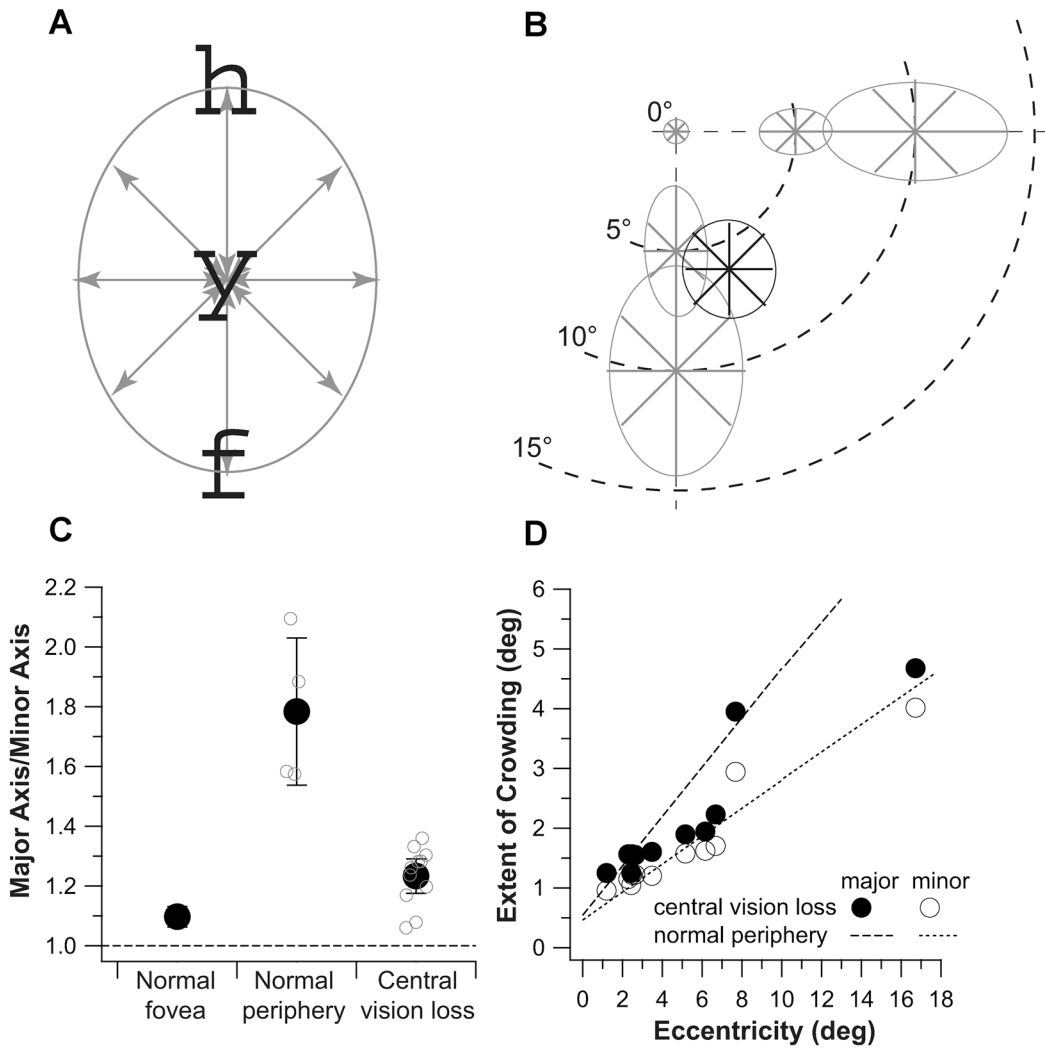 A
h
y
f
B
0°
5°
10°
15°
C
Major Axis/Minor Axis
2.2
2.0
1.8
1.6
1.4
1.2
1.0
Normal fovea
Normal periphery
Central vision loss
D
Extent of Crowding (deg)
6
5
4
3
2
1
0
major minor
central vision loss
normal periphery
0 2 4 6 8 10 12 14 16 18
Eccentricity (deg)